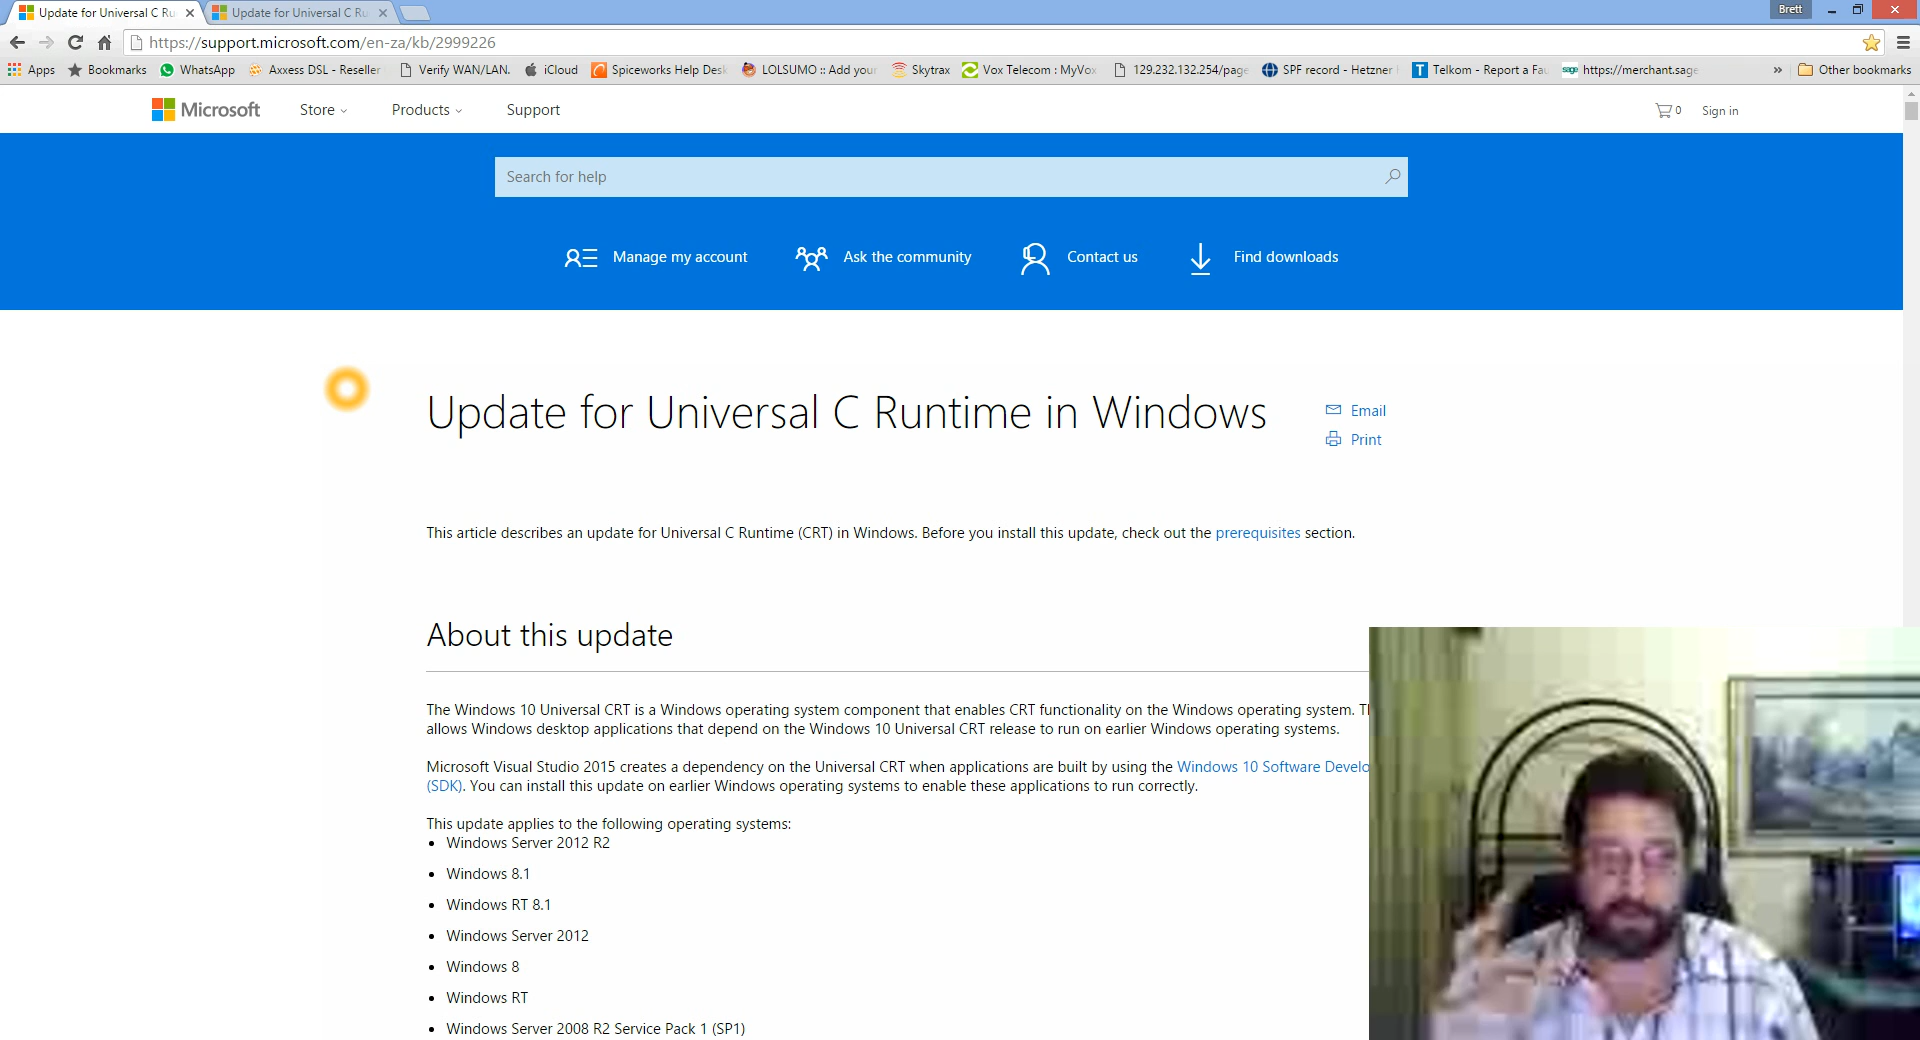 Update for Universal C Ru
Update for Universal C Ru
Brett
https://support.microsoft.com/en-za/kb/2999226
Apps
Bookmarks
WhatsApp
Axxess DSL - Reseller
Verify WAN/LAN.
iCloud
Spiceworks Help Desk
LOLSUMO :: Add your
Skytrax
Vox Telecom : MyVox
129.232.132.254/page
SPF record - Hetzner
Telkom - Report a Fau
sage
https://merchant.sage
»
Other bookmarks
Microsoft
Store
Products
Support
0
Sign in
Search for help
Manage my account
Ask the community
Contact us
Find downloads
Update for Universal C Runtime in Windows
Email
Print
This article describes an update for Universal C Runtime (CRT) in Windows. Before you install this update, check out the prerequisites section.
About this update
The Windows 10 Universal CRT is a Windows operating system component that enables CRT functionality on the Windows operating system. T
allows Windows desktop applications that depend on the Windows 10 Universal CRT release to run on earlier Windows operating systems.
Microsoft Visual Studio 2015 creates a dependency on the Universal CRT when applications are built by using the Windows 10 Software Develo
(SDK). You can install this update on earlier Windows operating systems to enable these applications to run correctly.
This update applies to the following operating systems:
• Windows Server 2012 R2
• Windows 8.1
• Windows RT 8.1
• Windows Server 2012
• Windows 8
• Windows RT
• Windows Server 2008 R2 Service Pack 1 (SP1)